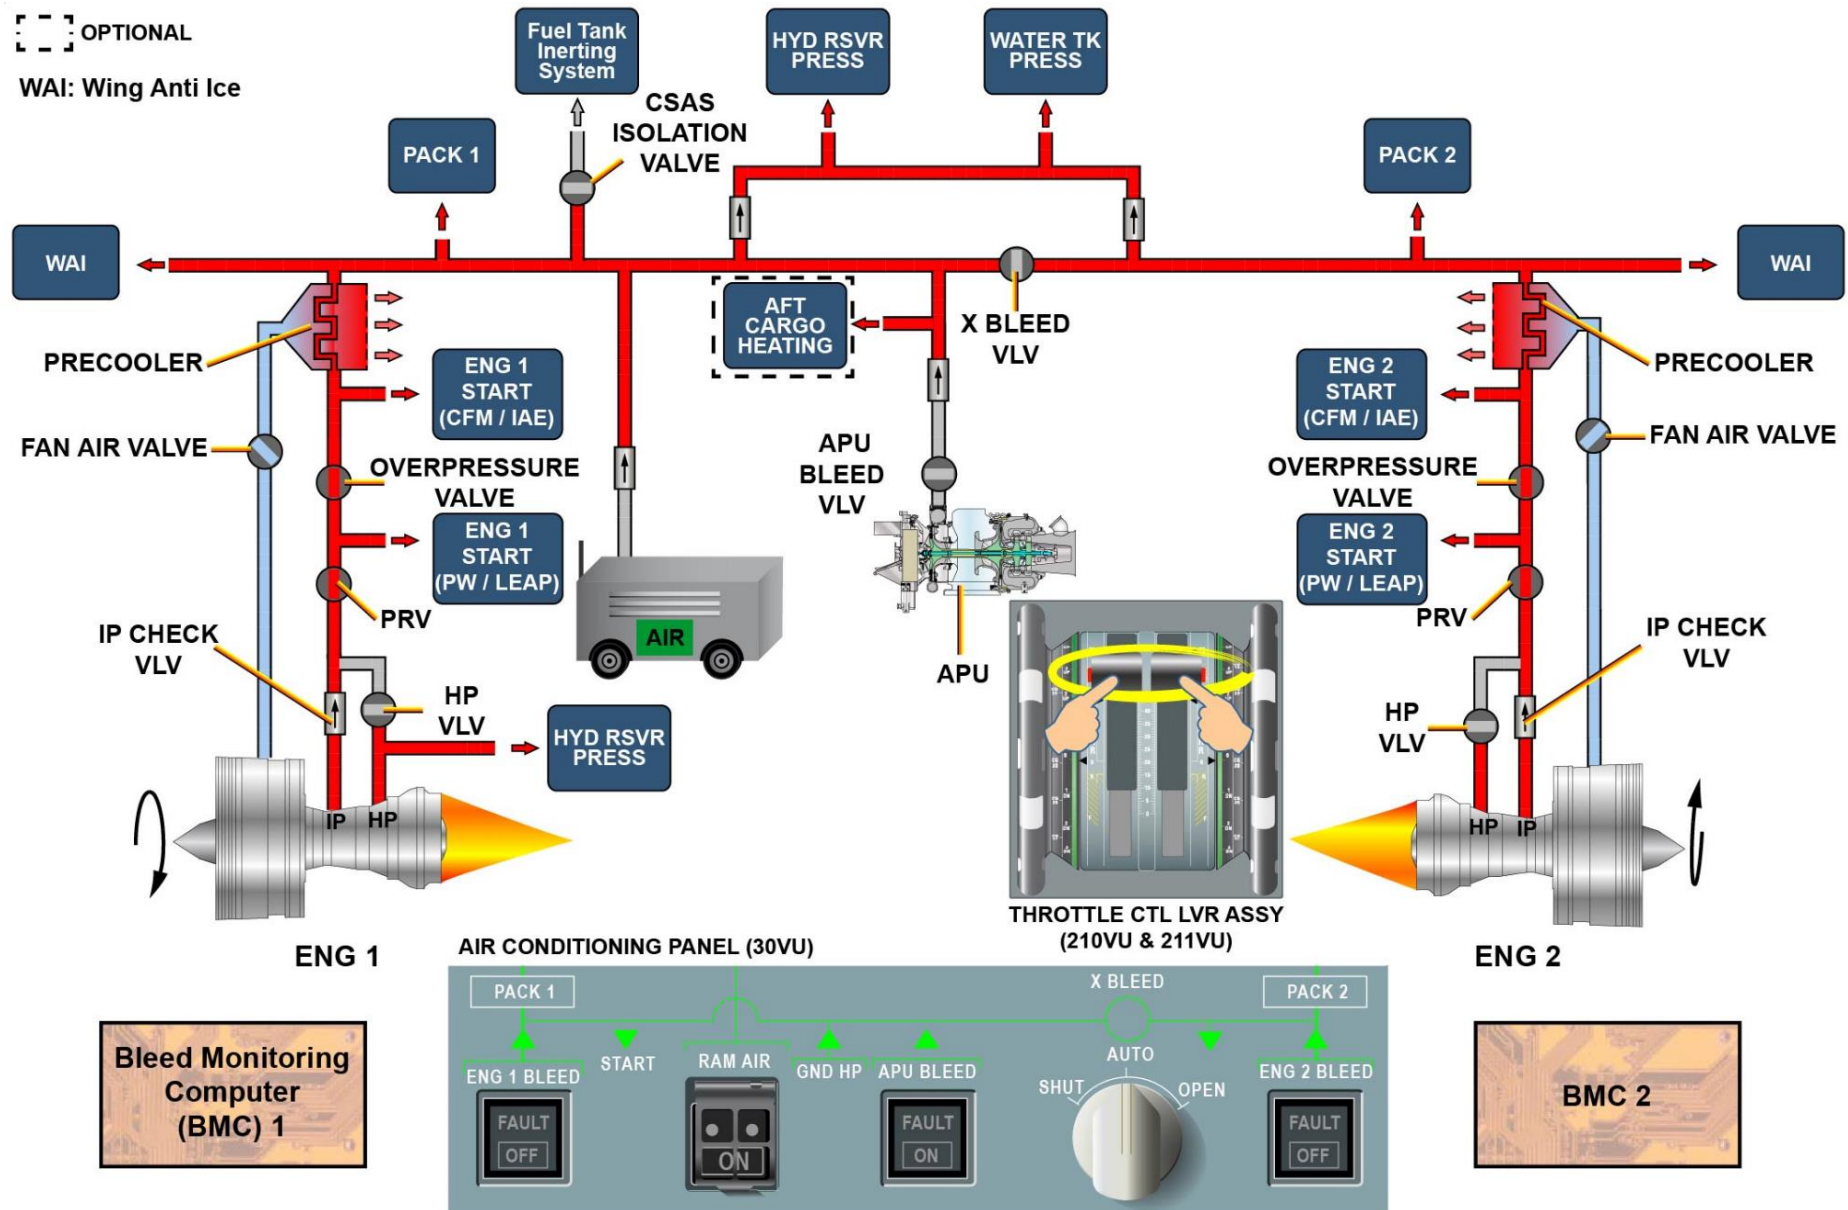 OPTIONAL
WAI: Wing Anti Ice
Fuel Tank
Inerting
System
HYD RSVR
PRESS
WATER TK
PRESS
CSAS
ISOLATION
VALVE
PACK 1
PACK 2
WAI
WAI
AFT
CARGO
HEATING
X BLEED
VLV
PRECOOLER
PRECOOLER
ENG 1
START
(CFM / IAE)
ENG 2
START
(CFM / IAE)
FAN AIR VALVE
FAN AIR VALVE
OVERPRESSURE
VALVE
APU
BLEED
VLV
OVERPRESSURE
VALVE
ENG 1
START
(PW / LEAP)
ENG 2
START
(PW / LEAP)
PRV
PRV
IP CHECK
VLV
IP CHECK
VLV
AIR
APU
HP
VLV
HP
VLV
HYD RSVR
PRESS
IP
HP
HP
IP
THROTTLE CTL LVR ASSY
(210VU & 211VU)
ENG 1
ENG 2
AIR CONDITIONING PANEL (30VU)
PACK 1
X BLEED
PACK 2
START
RAM AIR
GND HP
APU BLEED
AUTO
ENG 1 BLEED
ENG 2 BLEED
SHUT
OPEN
FAULT
OFF
ON
FAULT
ON
FAULT
OFF
Bleed Monitoring
Computer
(BMC) 1
BMC 2